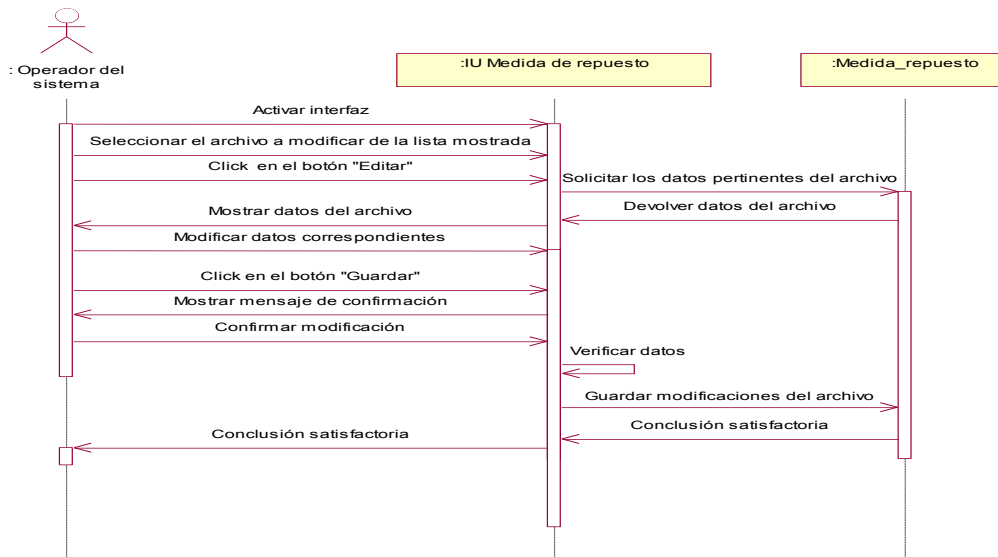 : Operador del
sistema
:IU Medida de repuesto
:Medida_repuesto
Activar interfaz
Seleccionar el archivo a modificar de la lista mostrada
Click en el botón "Editar"
Solicitar los datos pertinentes del archivo
Devolver datos del archivo
Mostrar datos del archivo
Modificar datos correspondientes
Click en el botón "Guardar"
Mostrar mensaje de confirmación
Confirmar modificación
Verificar datos
Guardar modificaciones del archivo
Conclusión satisfactoria
Conclusión satisfactoria